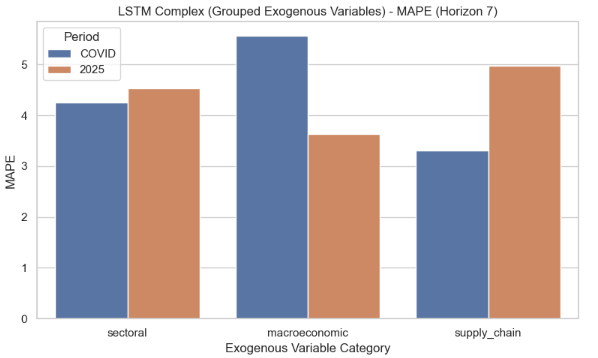 LSTM Complex (Grouped Exogenous Variables) - MAPE (Horizon 7)
Period
COVID
2025
MAPE
5
4
3
2
1
0
sectoral macroeconomic supply_chain
Exogenous Variable Category